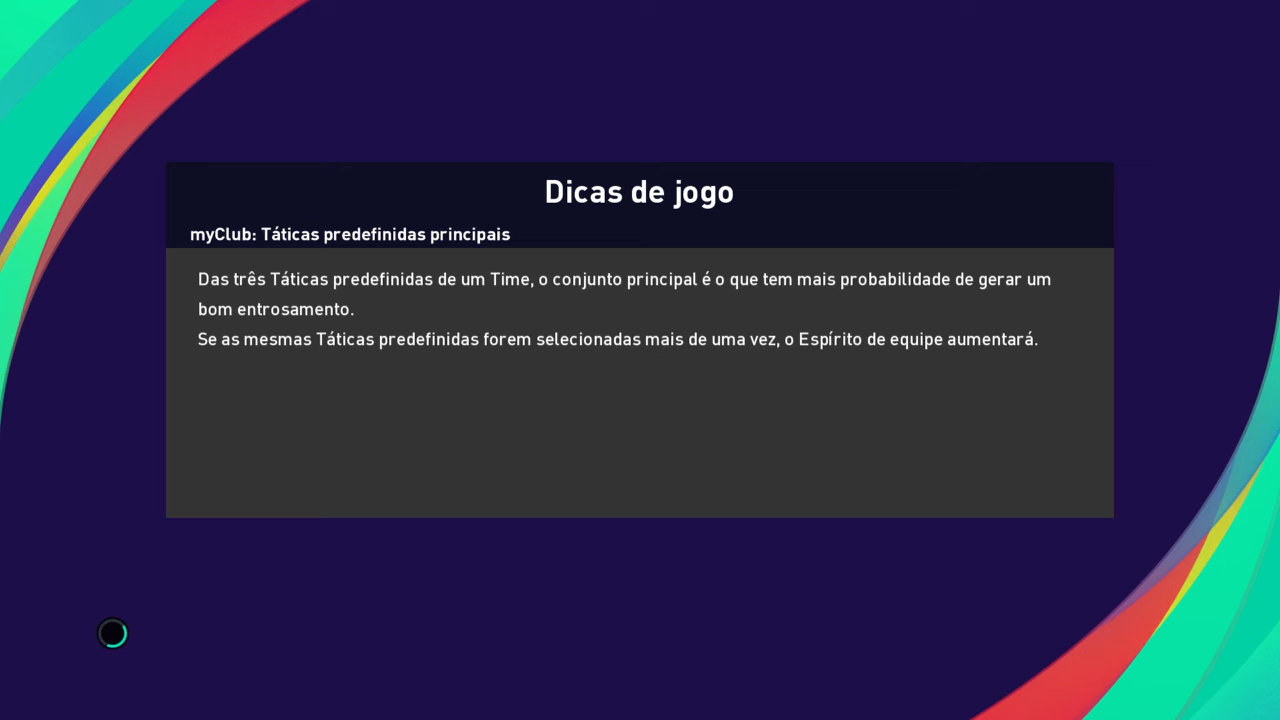 Dicas de jogo
myClub: Táticas predefinidas principais
Das três Táticas predefinidas de um Time, o conjunto principal é o que tem mais probabilidade de gerar um
bom entrosamento.
Se as mesmas Táticas predefinidas forem selecionadas mais de uma vez, o Espírito de equipe aumentará.